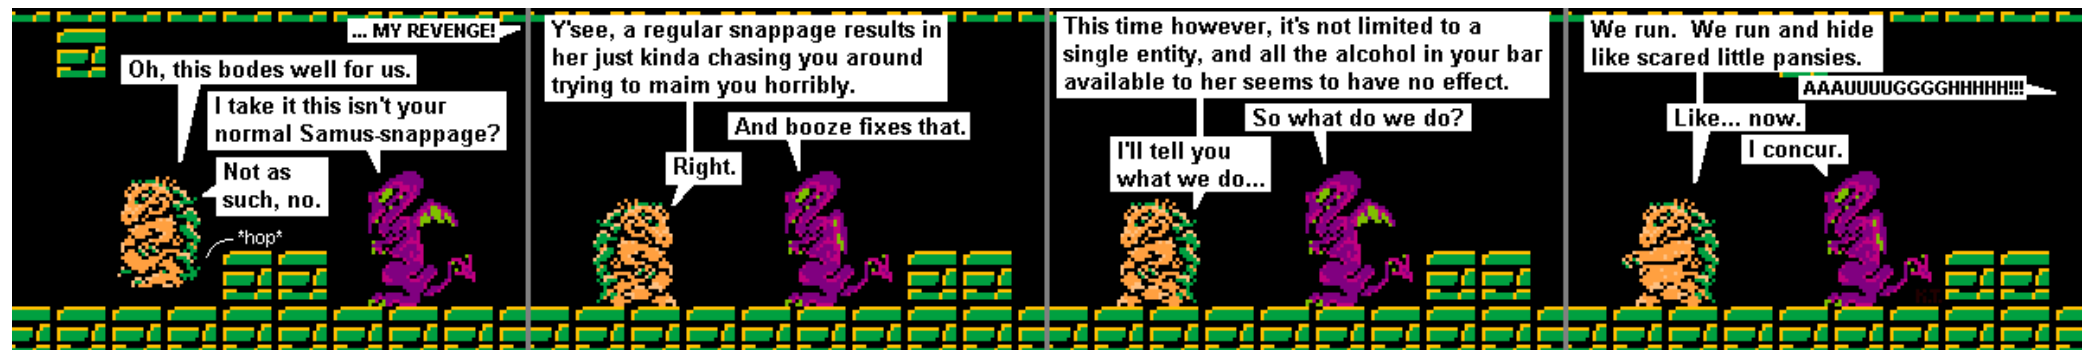 ... MY REVENGE!
Oh, this bodes well for us.
I take it this isn't your
normal Samus-snappage?
Not as
such, no.
*hop*
Y'see, a regular snappage results in
her just kinda chasing you around
trying to maim you horribly.
And booze fixes that.
Right.
This time however, it's not limited to a
single entity, and all the alcohol in your bar
available to her seems to have no effect.
So what do we do?
I'll tell you
what we do...
We run.  We run and hide
like scared little pansies.
AAAUUUUGGGGHHHHH!!!
Like... now.
I concur.